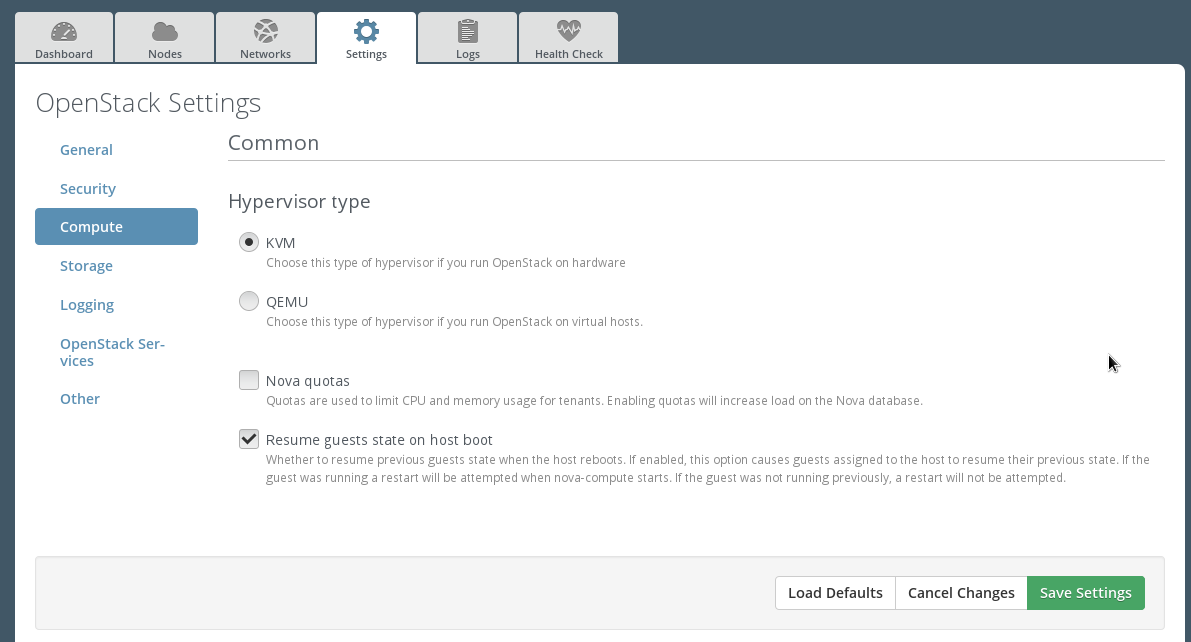 Dashboard
Nodes
Networks
Settings
Logs
Health Check
OpenStack Settings
General
Security
Compute
Storage
Logging
OpenStack Ser-
vices
Other
Common
Hypervisor type
KVM
Choose this type of hypervisor if you run OpenStack on hardware
QEMU
Choose this type of hypervisor if you run OpenStack on virtual hosts.
Nova quotas
Quotas are used to limit CPU and memory usage for tenants. Enabling quotas will increase load on the Nova database.
Resume guests state on host boot
Whether to resume previous guests state when the host reboots. If enabled, this option causes guests assigned to the host to resume their previous state. If the
guest was running a restart will be attempted when nova-compute starts. If the guest was not running previously, a restart will not be attempted.
Load Defaults
Cancel Changes
Save Settings